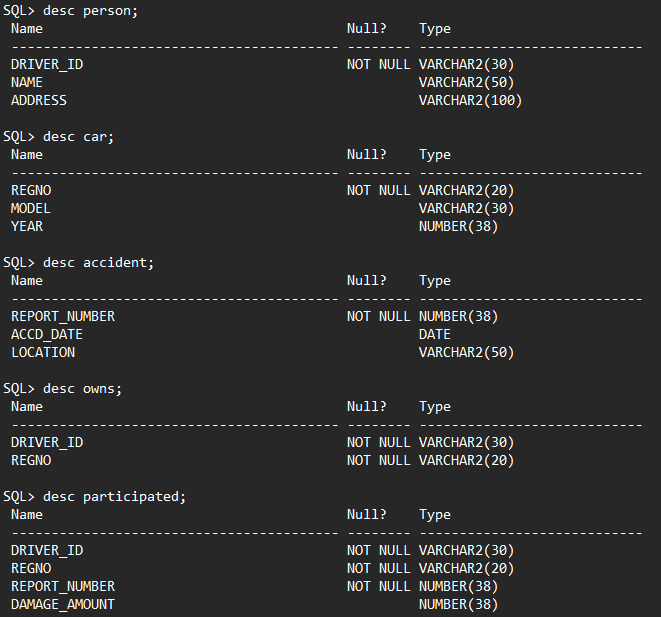 SQL> desc person;
Name Null? Type
----------------------------------------- -------- ----------------------------
DRIVER_ID NOT NULL VARCHAR2(30)
NAME VARCHAR2(50)
ADDRESS VARCHAR2(100)
SQL> desc car;
Name Null? Type
----------------------------------------- -------- ----------------------------
REGNO NOT NULL VARCHAR2(20)
MODEL VARCHAR2(30)
YEAR NUMBER(38)
SQL> desc accident;
Name Null? Type
----------------------------------------- -------- ----------------------------
REPORT_NUMBER NOT NULL NUMBER(38)
ACCD_DATE DATE
LOCATION VARCHAR2(50)
SQL> desc owns;
Name Null? Type
----------------------------------------- -------- ----------------------------
DRIVER_ID NOT NULL VARCHAR2(30)
REGNO NOT NULL VARCHAR2(20)
SQL> desc participated;
Name Null? Type
----------------------------------------- -------- ----------------------------
DRIVER_ID NOT NULL VARCHAR2(30)
REGNO NOT NULL VARCHAR2(20)
REPORT_NUMBER NOT NULL NUMBER(38)
DAMAGE_AMOUNT NUMBER(38)